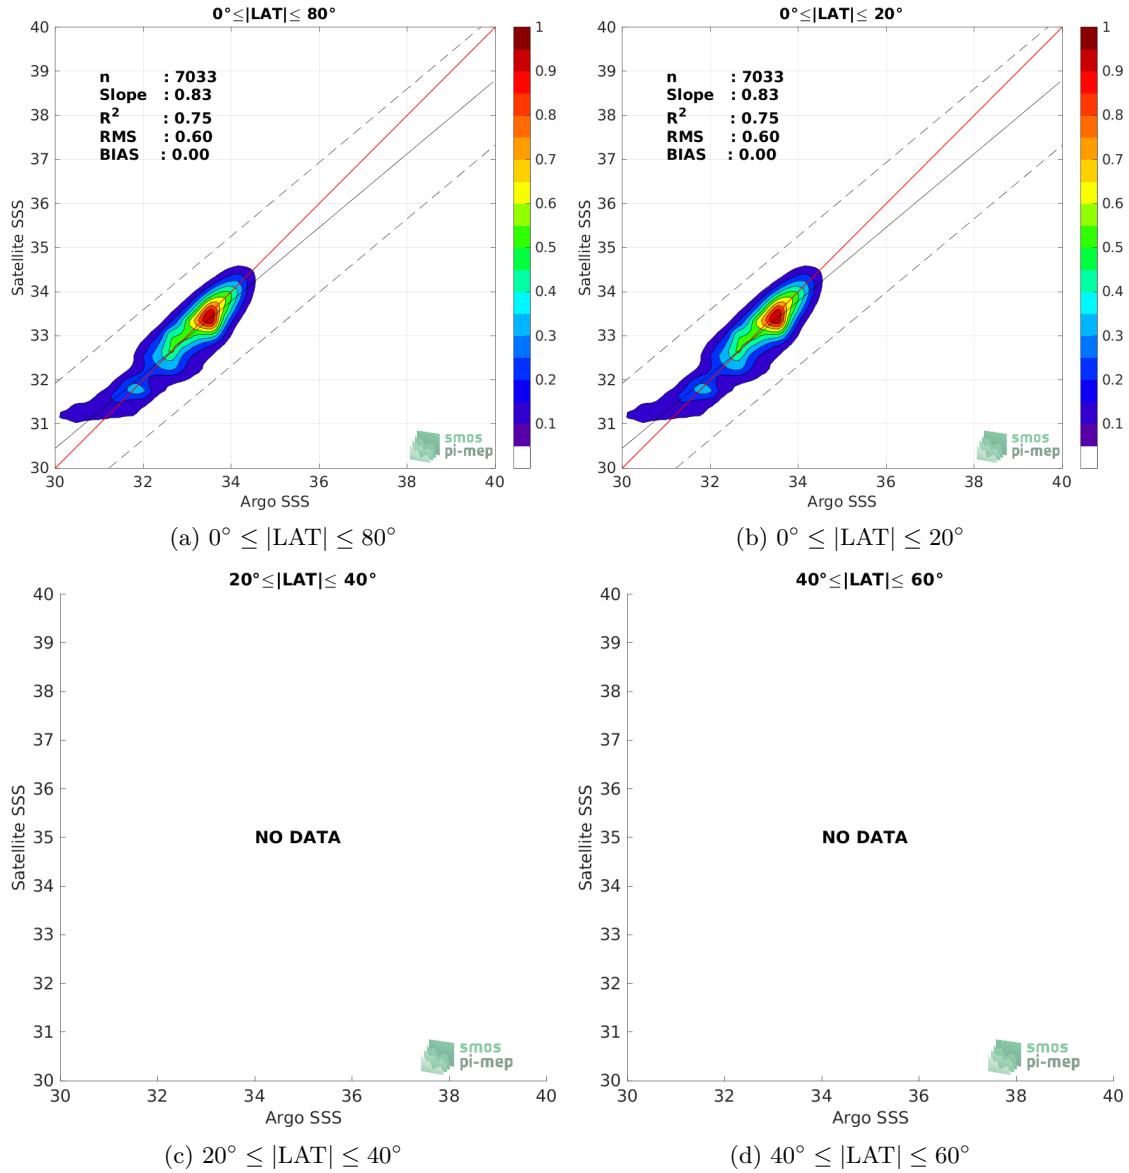 0°≤|LAT|≤ 80°
40
39
38
37
36
35
34
33
32
31
30
Satellite SSS
n : 7033
Slope : 0.83
R² : 0.75
RMS : 0.60
BIAS : 0.00
smos
pi-mep
30 32 34 36 38 40
Argo SSS
1
0.9
0.8
0.7
0.6
0.5
0.4
0.3
0.2
0.1
(a) 0° ≤ |LAT| ≤ 80°
0°≤|LAT|≤ 20°
40
39
38
37
36
35
34
33
32
31
30
Satellite SSS
n : 7033
Slope : 0.83
R² : 0.75
RMS : 0.60
BIAS : 0.00
smos
pi-mep
30 32 34 36 38 40
Argo SSS
1
0.9
0.8
0.7
0.6
0.5
0.4
0.3
0.2
0.1
(b) 0° ≤ |LAT| ≤ 20°
20°≤|LAT|≤ 40°
40
39
38
37
36
35
34
33
32
31
30
Satellite SSS
NO DATA
smos
pi-mep
30 32 34 36 38 40
Argo SSS
(c) 20° ≤ |LAT| ≤ 40°
40°≤|LAT|≤ 60°
40
39
38
37
36
35
34
33
32
31
30
Satellite SSS
NO DATA
smos
pi-mep
30 32 34 36 38 40
Argo SSS
(d) 40° ≤ |LAT| ≤ 60°